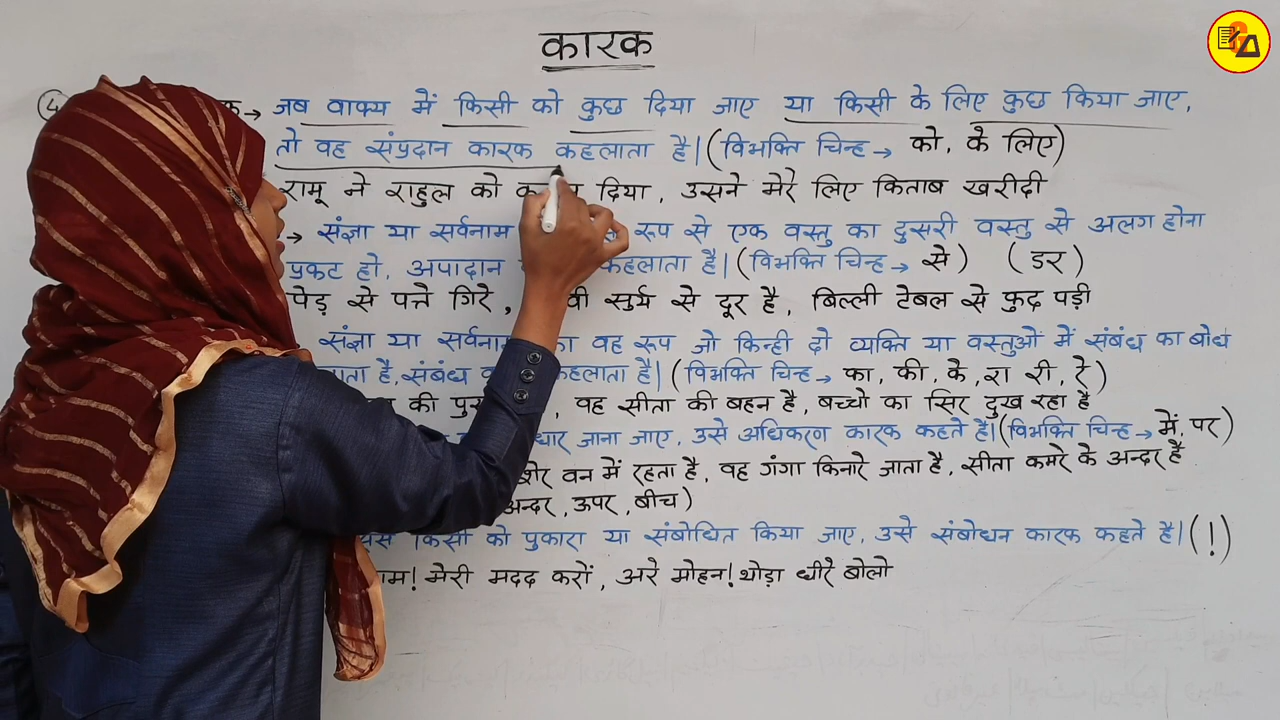 कारक
④ क → जब वाक्य में किसी को कुछ दिया जाए या किसी के लिए कुछ किया जाए,
तो वह संप्रदान कारक कहलाता है। (विभक्ति चिन्ह → को, के लिए)
रामू ने राहुल को दिया, उसने मेरे लिए किताब खरीदी
→ संज्ञा या सर्वनाम रूप से एक वस्तु का दुसरी वस्तु से अलग होना
प्रकट हो, अपादान कहलाता है। (विभक्ति चिन्ह → से) (डर)
पेड़ से पत्ते गिरे, वी सुर्य से दूर है, बिल्ली टेबल से कुद पड़ी
संज्ञा या सर्वनाम का वह रूप जो किन्ही दो व्यक्ति या वस्तुओं में संबंध का बोध
है, संबंध कहलाता है। (विभक्ति चिन्ह → का, की, के, रा री, रे)
की , वह सीता की बहन है, बच्चो का सिर दुख रहा है
जाना जाए, उसे अधिकरण कारक कहते है। (विभक्ति चिन्ह → में, पर)
शेर वन में रहता है, वह गंगा किनारे जाता है, सीता कमरे के अन्दर है
अन्दर, ऊपर, बीच)
किसी को पुकारा या संबोधित किया जाए, उसे संबोधन कारक कहते है। (!)
मेरी मदद करों, अरे मोहन! थोड़ा धीरे बोलो